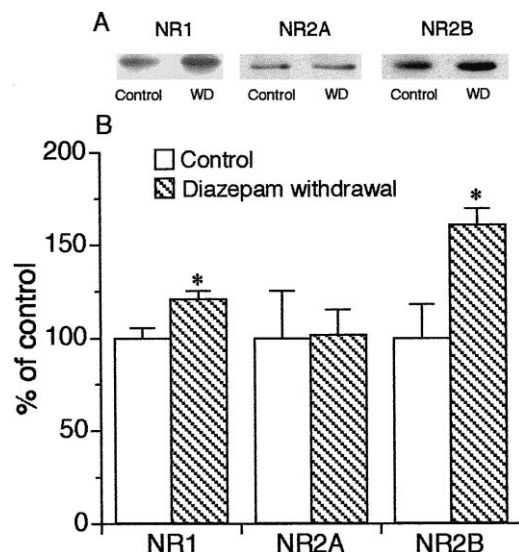 A
NR1 NR2A NR2B
Control WD Control WD Control WD
B
200
Control
Diazepam withdrawal
150
*
*
100
50
0
% of control
NR1 NR2A NR2B